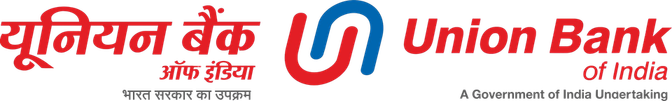 यूनियन बैंक
ऑफ इंडिया
भारत सरकार का उपक्रम
Union Bank
of India
A Government of India Undertaking